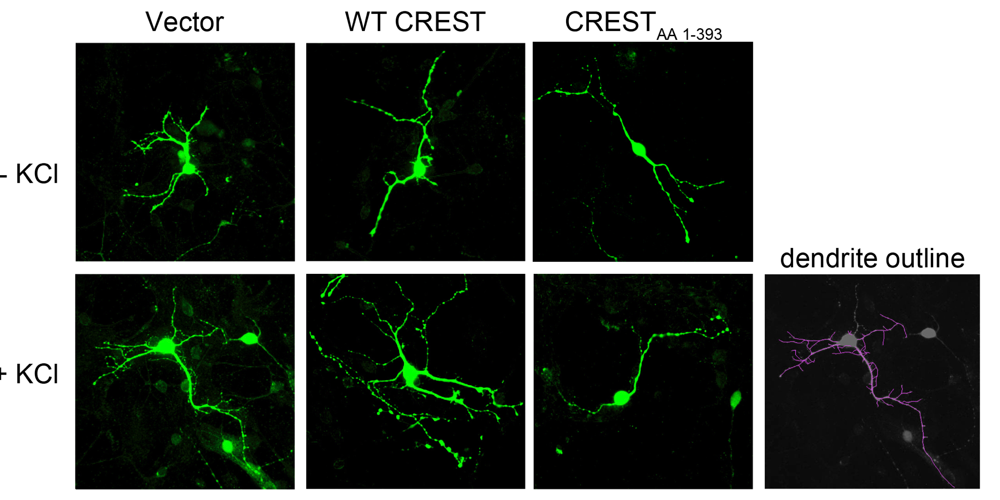 Vector
WT CREST
CREST AA 1-393
- KCl
dendrite outline
+ KCl